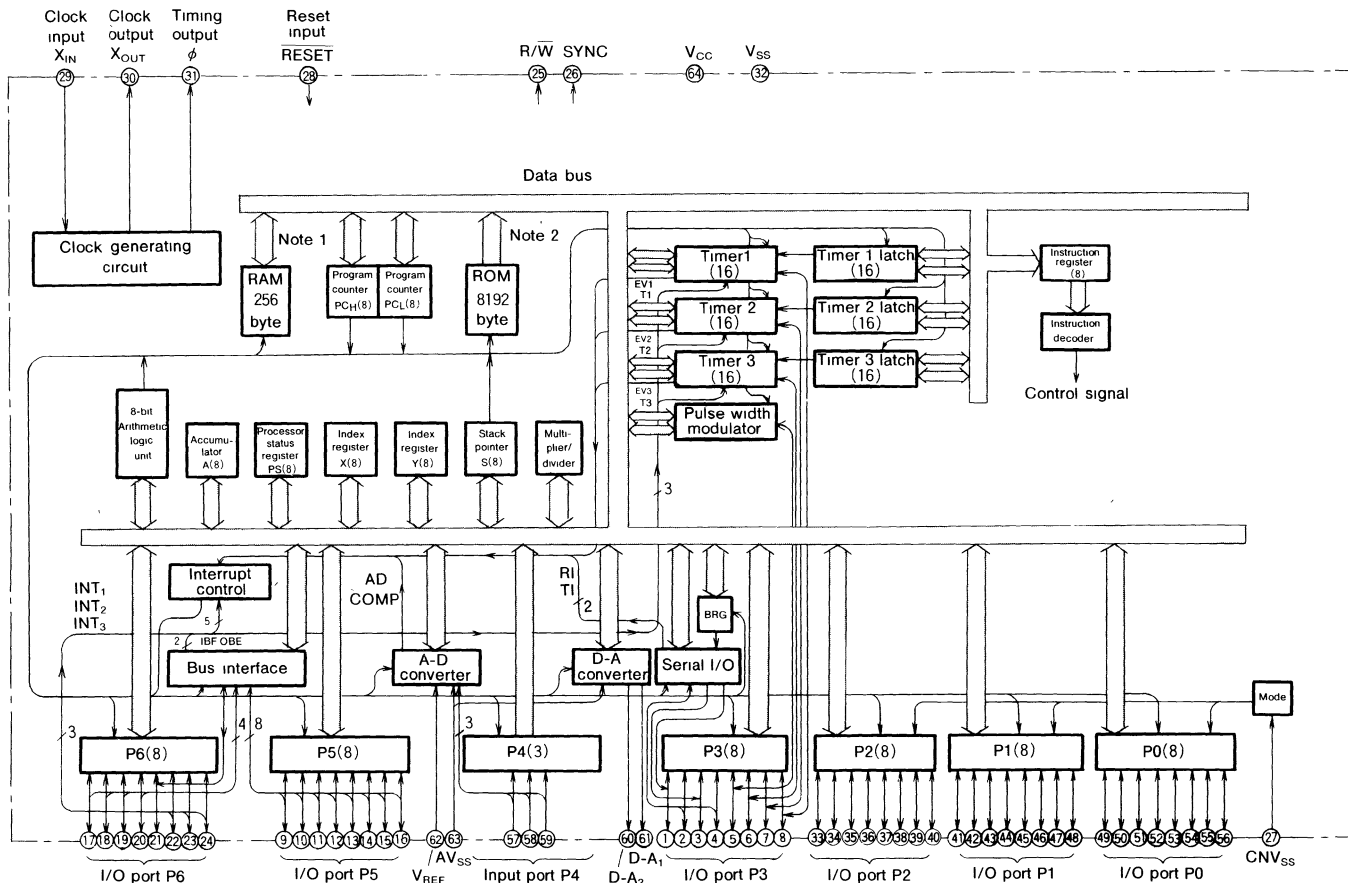 Clock input XIN
Clock output XOUT
Timing output φ
Reset input RESET
R/W SYNC
VCC
VSS
29 30 31 28 25 26 64 32
Data bus
Clock generating circuit
Note 1
Note 2
RAM 256 byte
Program counter PCH(8)
Program counter PCL(8)
ROM 8192 byte
Timer1 (16)
Timer 1 latch (16)
Instruction register (8)
EV1
T1
Timer 2 (16)
Timer 2 latch (16)
Instruction decoder
EV2
T2
Timer 3 (16)
Timer 3 latch (16)
Control signal
EV3
T3
Pulse width modulator
8-bit Arithmetic logic unit
Accumu-lator A(8)
Processor status register PS(8)
Index register X(8)
Index register Y(8)
Stack pointer S(8)
Multi-plier/divider
3
INT1
INT2
INT3
Interrupt control
AD COMP
RI
TI
2
BRG
5
2
IBF OBE
Bus interface
A-D converter
D-A converter
Serial I/O
Mode
3
4
8
3
P6(8)
P5(8)
P4(3)
P3(8)
P2(8)
P1(8)
P0(8)
17 18 19 20 21 22 23 24
9 10 11 12 13 14 15 16
62 63
57 58 59
60 61
1 2 3 4 5 6 7 8
33 34 35 36 37 38 39 40
41 42 43 44 45 46 47 48
49 50 51 52 53 54 55 56
27
I/O port P6
I/O port P5
VREF
AVSS
Input port P4
D-A2
D-A1
I/O port P3
I/O port P2
I/O port P1
I/O port P0
CNVSS